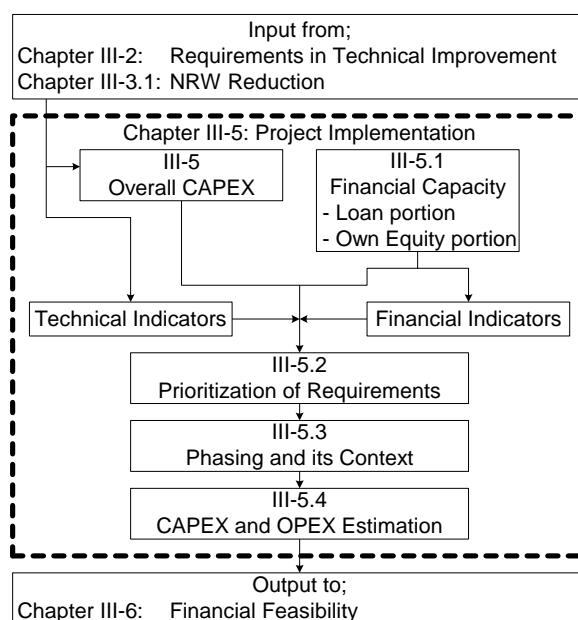 Input from;
Chapter III-2: Requirements in Technical Improvement
Chapter III-3.1: NRW Reduction
Chapter III-5: Project Implementation
III-5
Overall CAPEX
III-5.1
Financial Capacity
- Loan portion
- Own Equity portion
Technical Indicators
Financial Indicators
III-5.2
Prioritization of Requirements
III-5.3
Phasing and its Context
III-5.4
CAPEX and OPEX Estimation
Output to;
Chapter III-6: Financial Feasibility